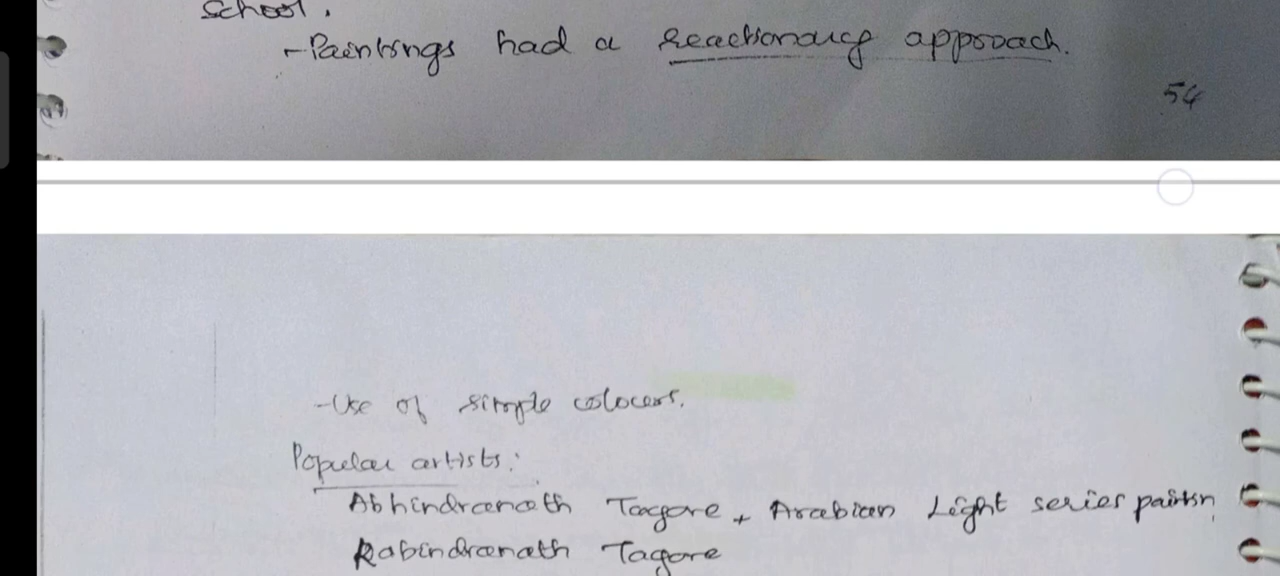 School.
- Paintings had a reactionary approach.
54
- Use of simple colours.
Popular artists:
Abhindranath Tagore + Arabian Light series paintin
Rabindranath Tagore